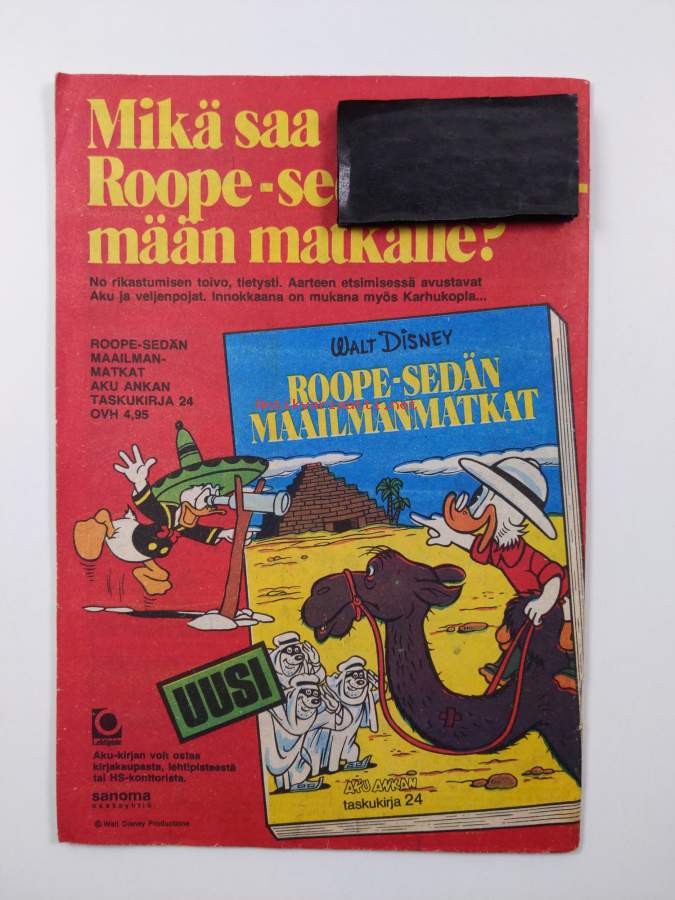 Mikä saa
Roope-se
mään matkalle?
No rikastumisen toivo, tietysti. Aarteen etsimisessä avustavat
Aku ja veljenpojat. Innokkaana on mukana myös Karhukopla...
ROOPE-SEDÄN
MAAILMAN-
MATKAT
AKU ANKAN
TASKUKIRJA 24
OVH 4,95
WALT DISNEY
ROOPE-SEDÄN
MAAILMANMATKAT
UUSI
Lehtipiste
Aku-kirjan voit ostaa
kirjakaupasta, lehtipisteestä
tai HS-konttorista.
sanoma
osakeyhtiö
© Walt Disney Productions
AKU ANKAN
taskukirja 24